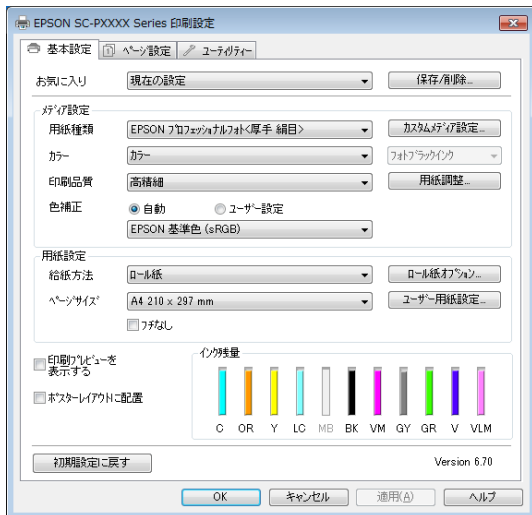 EPSON SC-PXXXX Series 印刷設定
基本設定 ページ設定 ユーティリティー
お気に入り 現在の設定 保存/削除...
メディア設定
用紙種類 EPSON プロフェッショナルフォト<厚手 絹目> カスタムメディア設定...
カラー カラー フォトブラックインク
印刷品質 高精細 用紙調整...
色補正 自動 ユーザー設定
EPSON 基準色 (sRGB)
用紙設定
給紙方法 ロール紙 ロール紙オプション...
ページサイズ A4 210 x 297 mm ユーザー用紙設定...
フチなし
印刷プレビューを
表示する
ポスターレイアウトに配置
インク残量
C OR Y LC MB BK VM GY GR V VLM
初期設定に戻す Version 6.70
OK キャンセル 適用(A) ヘルプ